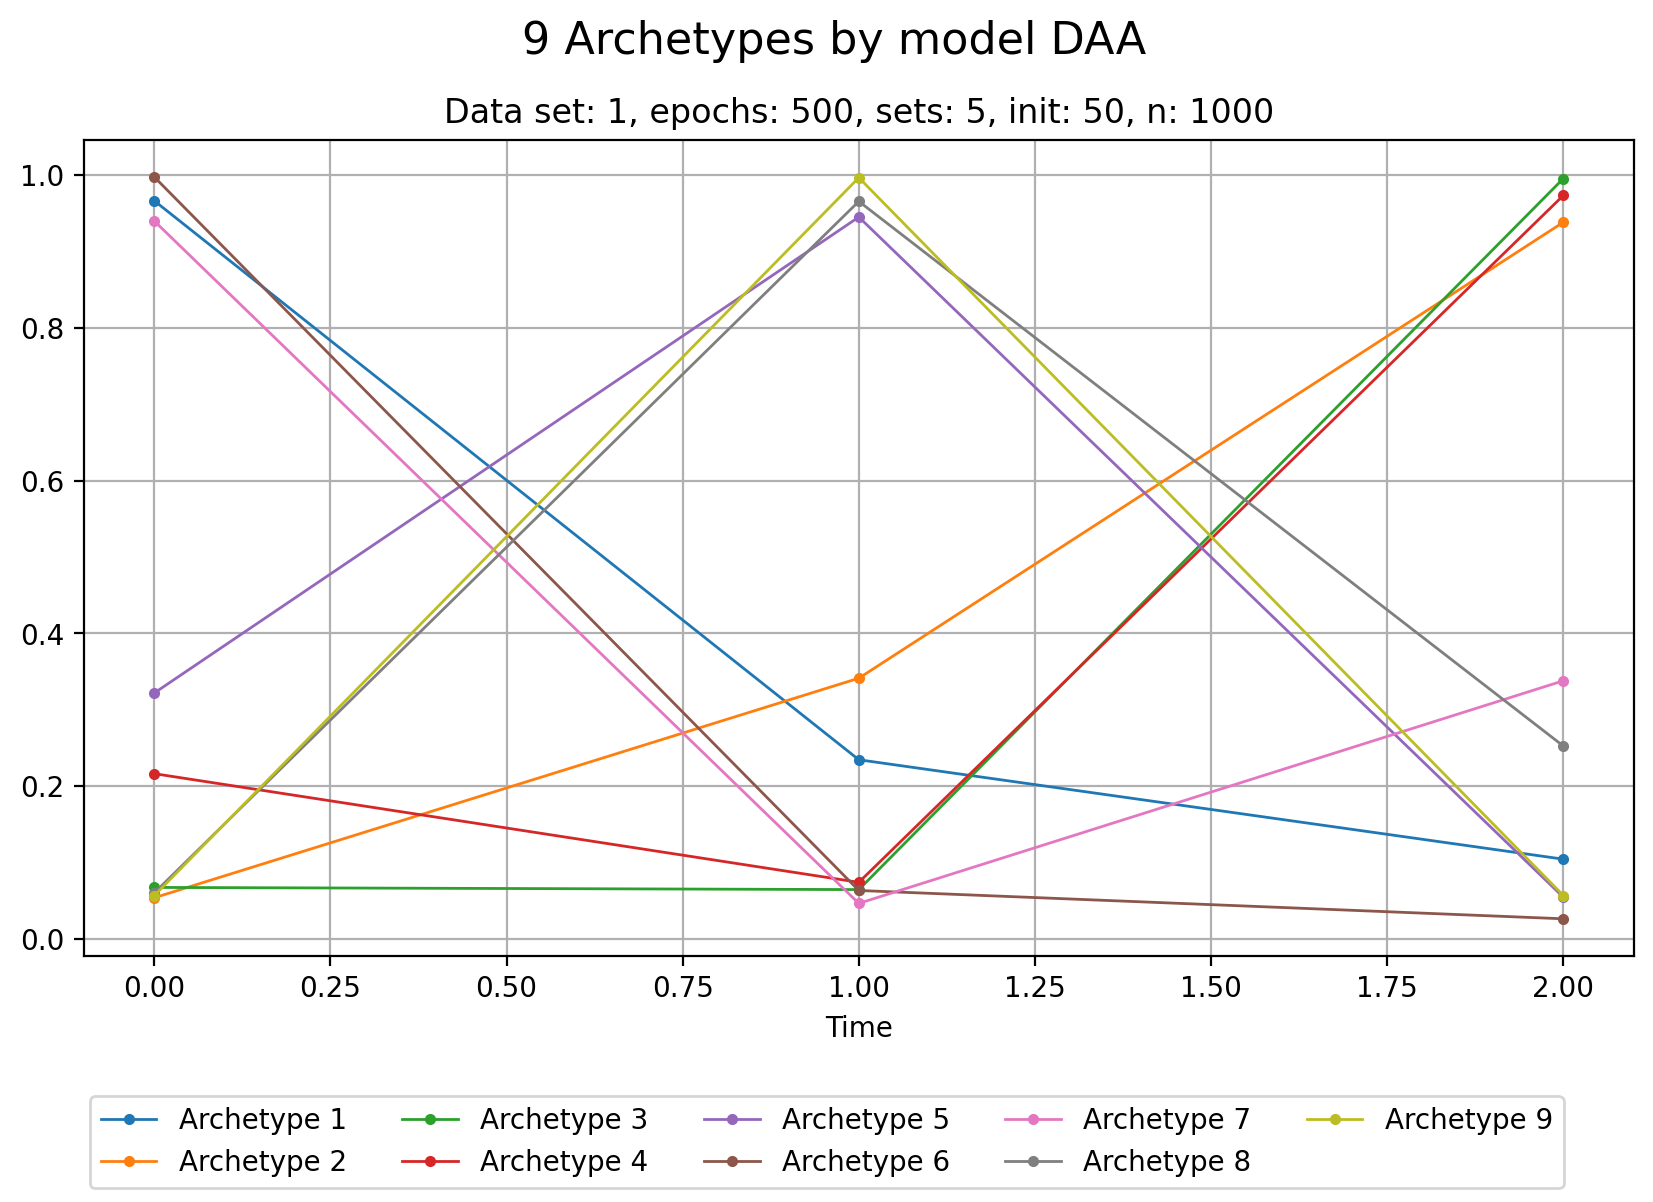 9 Archetypes by model DAA
Data set: 1, epochs: 500, sets: 5, init: 50, n: 1000
1.0
0.8
0.6
0.4
0.2
0.0
0.00 0.25 0.50 0.75 1.00 1.25 1.50 1.75 2.00
Time
Archetype 1 Archetype 3 Archetype 5 Archetype 7 Archetype 9
Archetype 2 Archetype 4 Archetype 6 Archetype 8